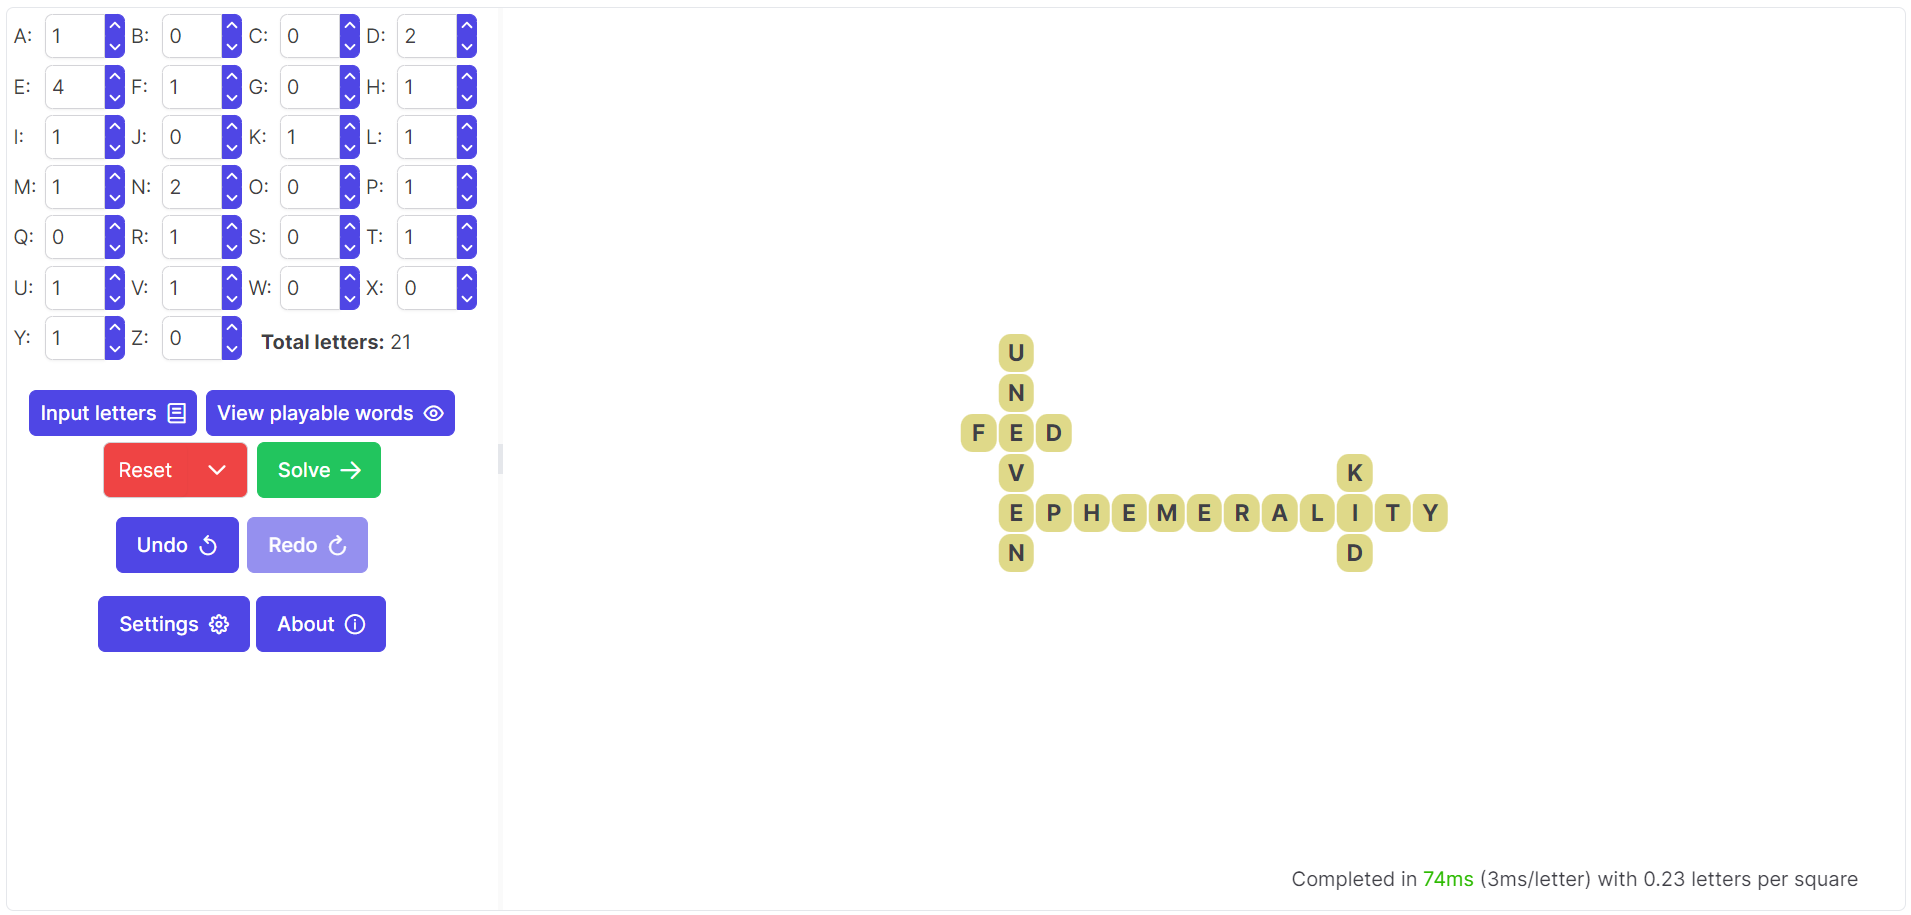 A: 1 B: 0 C: 0 D: 2
E: 4 F: 1 G: 0 H: 1
I: 1 J: 0 K: 1 L: 1
M: 1 N: 2 O: 0 P: 1
Q: 0 R: 1 S: 0 T: 1
U: 1 V: 1 W: 0 X: 0
Y: 1 Z: 0 Total letters: 21
Input letters View playable words
Reset Solve
Undo Redo
Settings About
U
N
F E D
V K
E P H E M E R A L I T Y
N D
Completed in 74ms (3ms/letter) with 0.23 letters per square